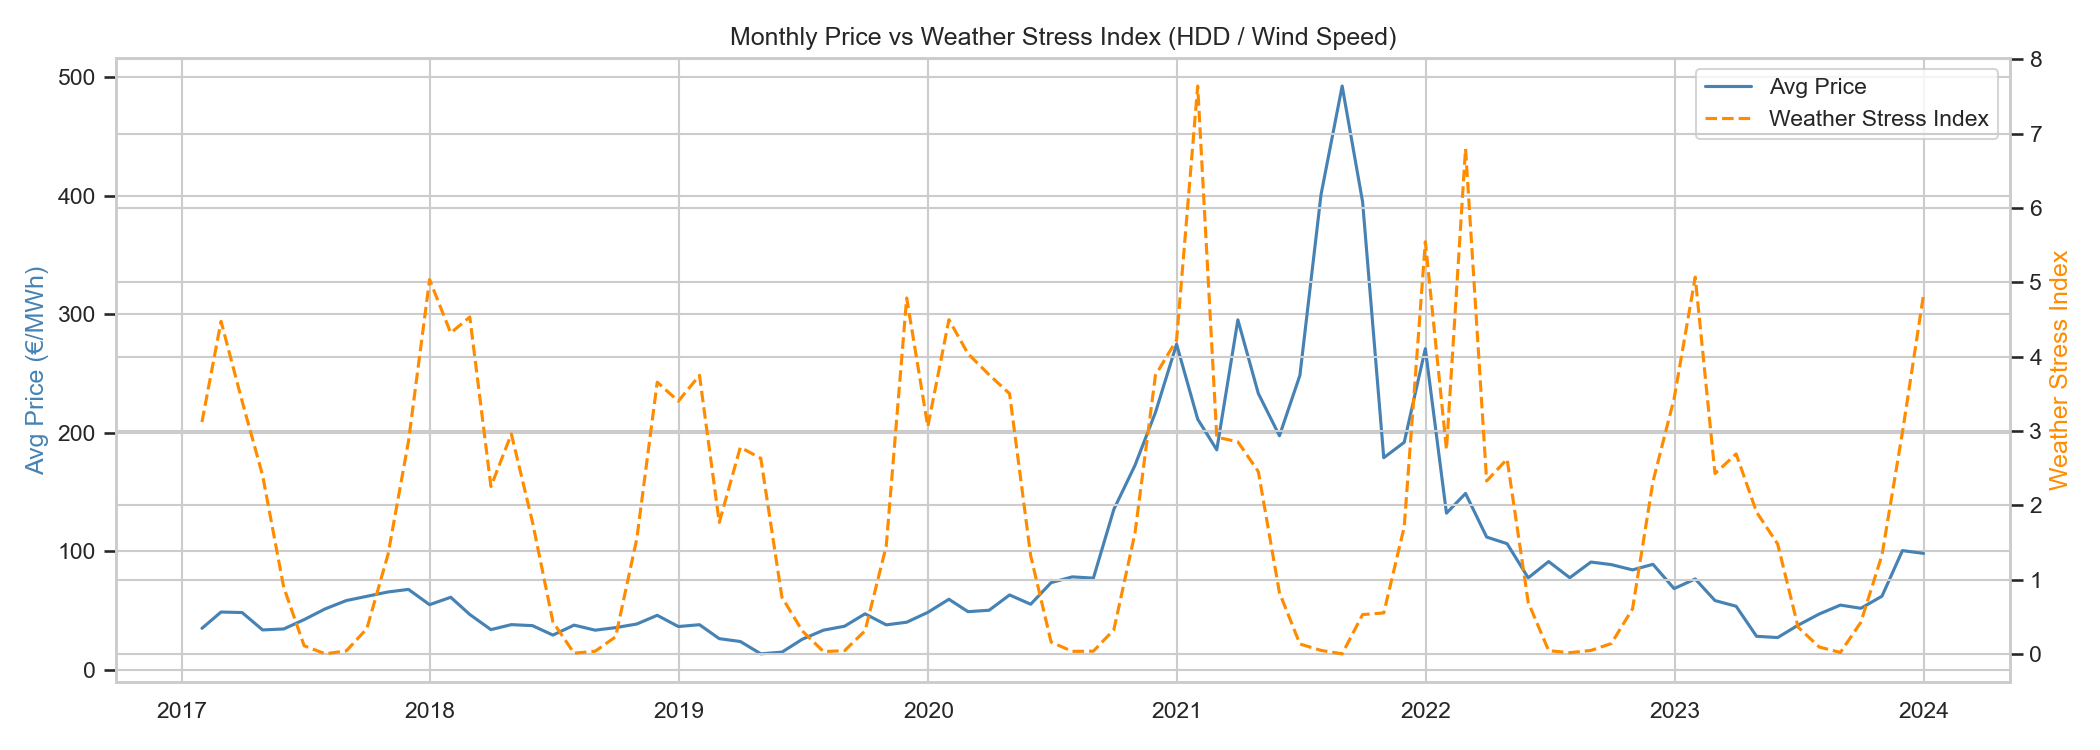 Monthly Price vs Weather Stress Index (HDD / Wind Speed)
Avg Price
Weather Stress Index
Avg Price (€/MWh)
500
400
300
200
100
0
8
7
6
5
4
3
2
1
0
Weather Stress Index
2017 2018 2019 2020 2021 2022 2023 2024